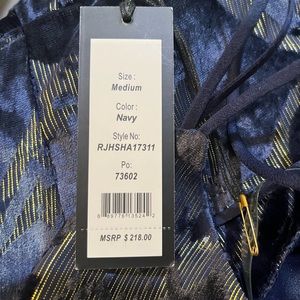 Size :
Medium
Color :
Navy
Style No:
RJHSHA17311
Po:
73602
MSRP $ 218.00